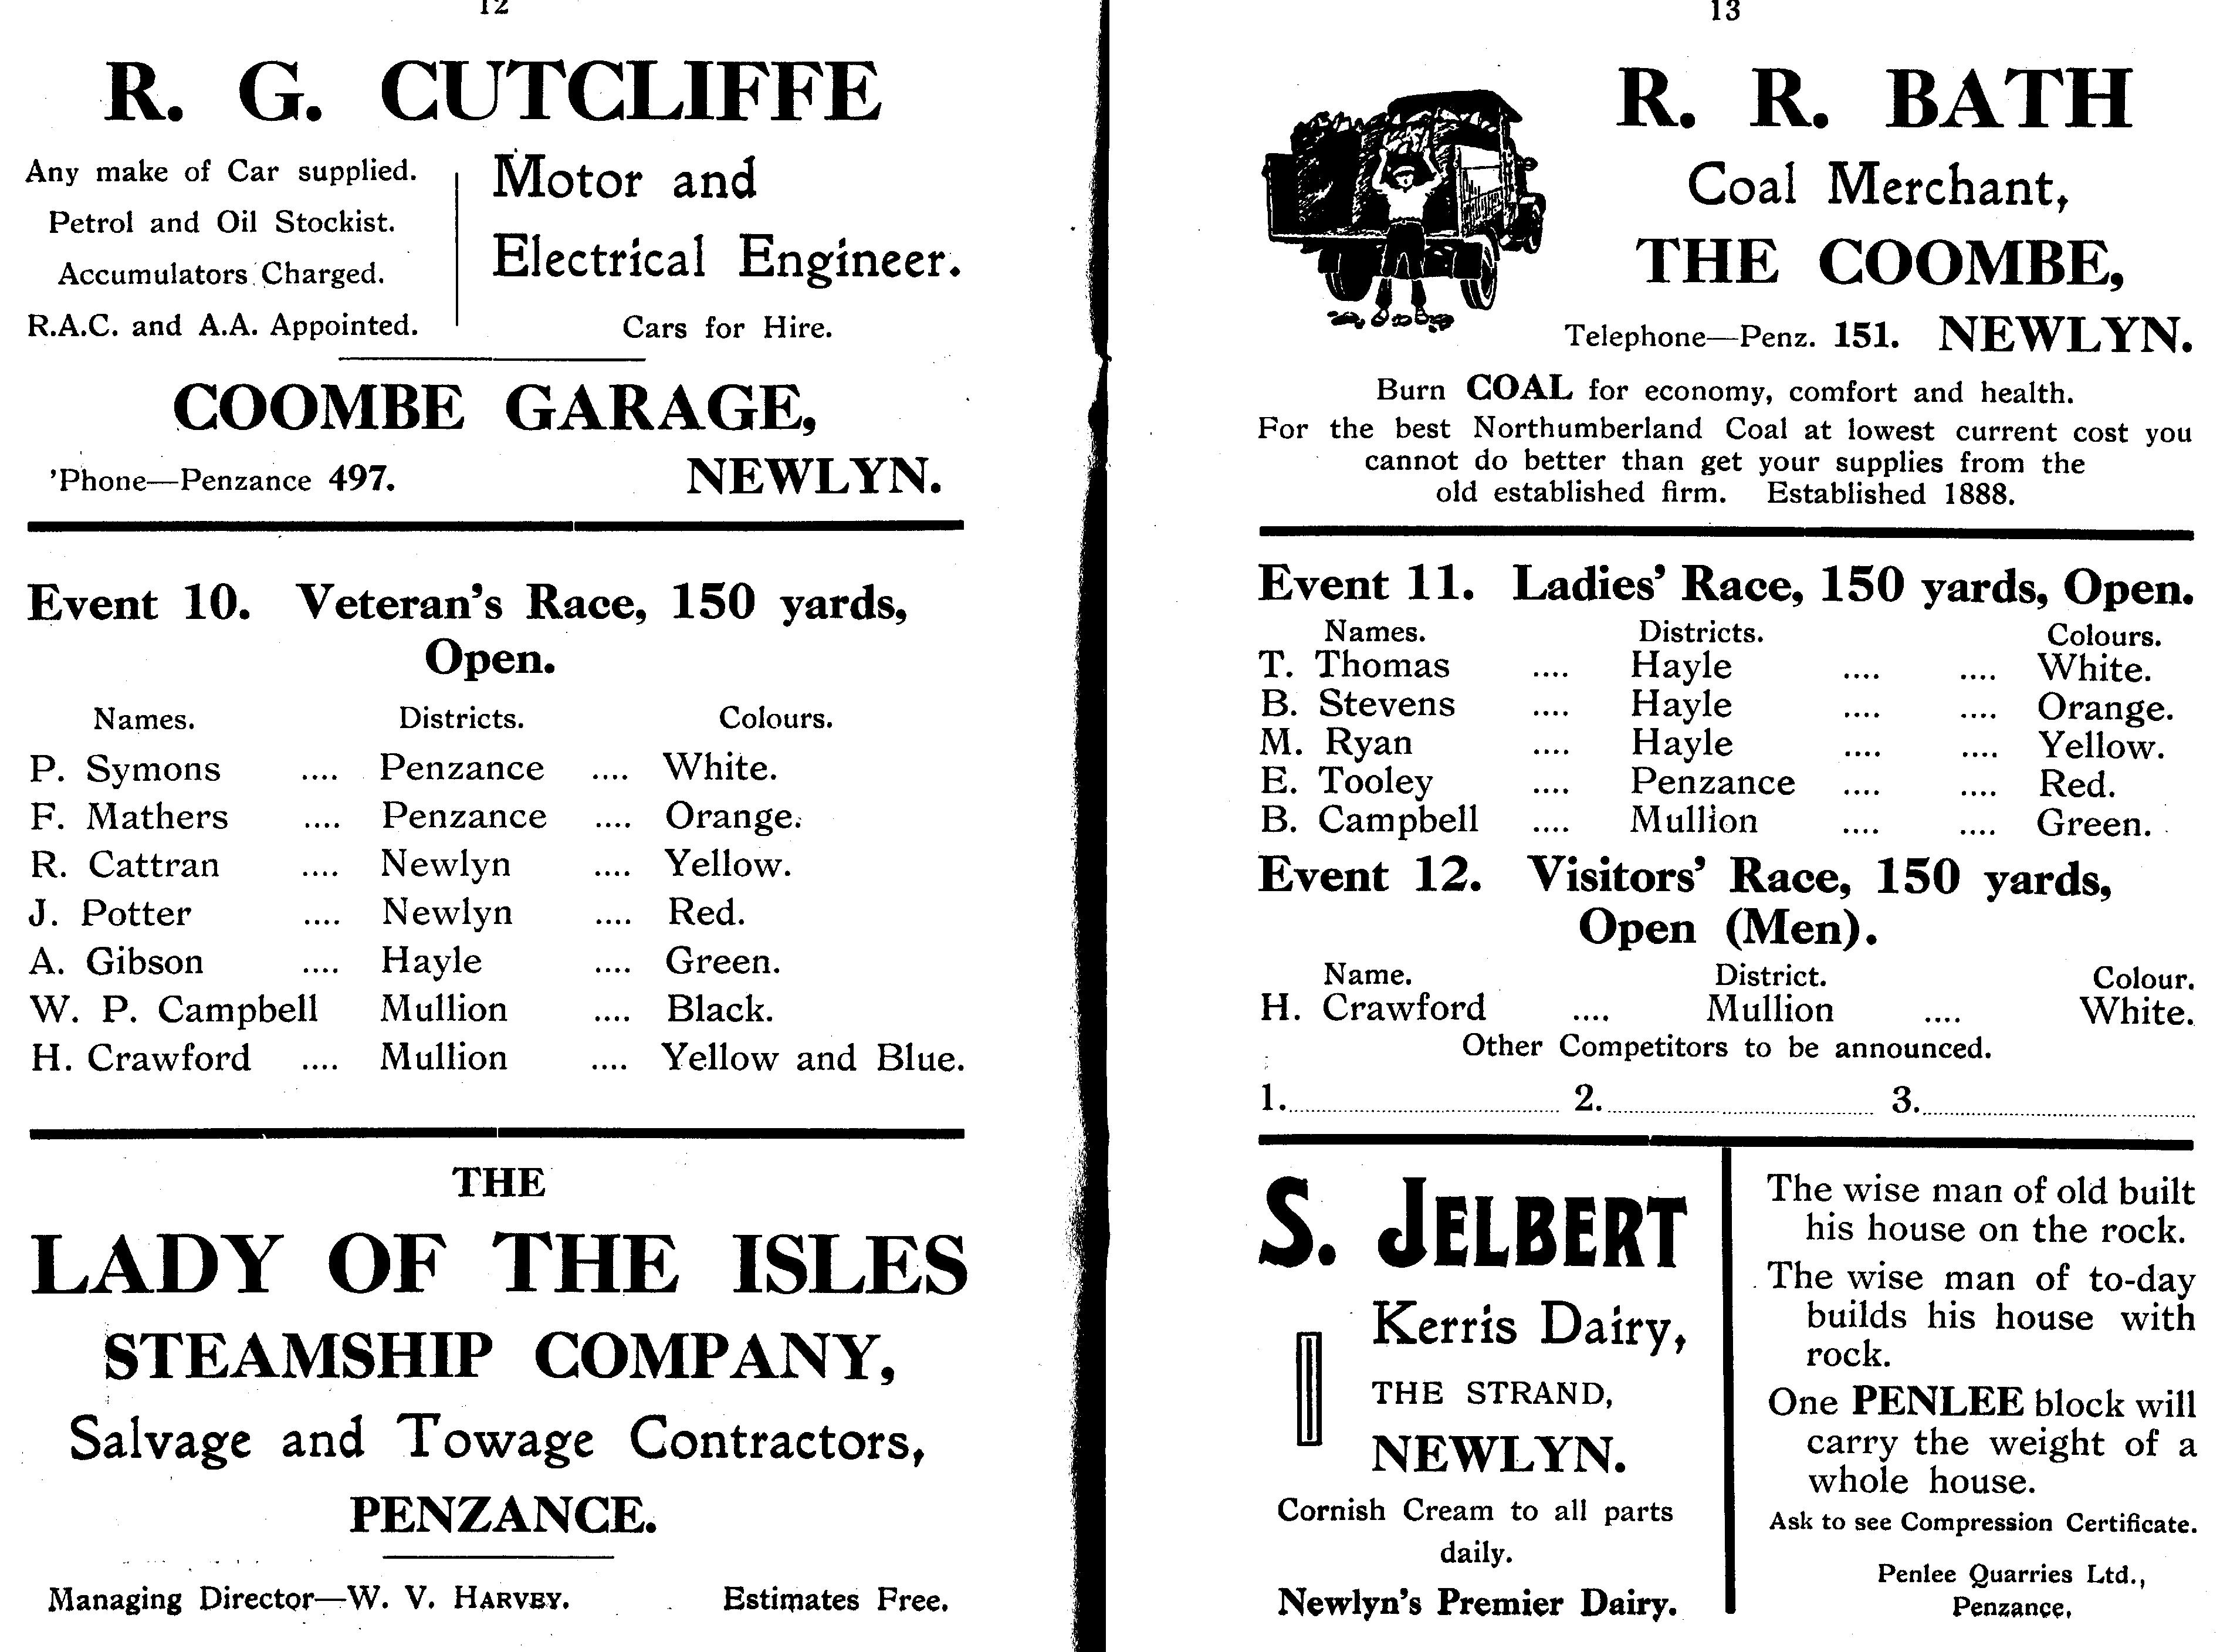 12
R. G. CUTCLIFFE
Any make of Car supplied.
Petrol and Oil Stockist.
Accumulators Charged.
R.A.C. and A.A. Appointed.
Motor and
Electrical Engineer.
Cars for Hire.
COOMBE GARAGE,
'Phone—Penzance 497. NEWLYN.
Event 10. Veteran's Race, 150 yards,
Open.
Names. Districts. Colours.
P. Symons .... Penzance .... White.
F. Mathers .... Penzance .... Orange.
R. Cattran .... Newlyn .... Yellow.
J. Potter .... Newlyn .... Red.
A. Gibson .... Hayle .... Green.
W. P. Campbell Mullion .... Black.
H. Crawford .... Mullion .... Yellow and Blue.
THE
LADY OF THE ISLES
STEAMSHIP COMPANY,
Salvage and Towage Contractors,
PENZANCE.
Managing Director—W. V. HARVEY. Estimates Free.
13
R. R. BATH
Coal Merchant,
THE COOMBE,
Telephone—Penz. 151. NEWLYN.
Burn COAL for economy, comfort and health.
For the best Northumberland Coal at lowest current cost you
cannot do better than get your supplies from the
old established firm. Established 1888.
Event 11. Ladies' Race, 150 yards, Open.
Names. Districts. Colours.
T. Thomas .... Hayle .... .... White.
B. Stevens .... Hayle .... .... Orange.
M. Ryan .... Hayle .... .... Yellow.
E. Tooley .... Penzance .... .... Red.
B. Campbell .... Mullion .... .... Green.
Event 12. Visitors' Race, 150 yards,
Open (Men).
Name. District. Colour.
H. Crawford .... Mullion .... White.
Other Competitors to be announced.
1. 2. 3.
S. JELBERT
Kerris Dairy,
THE STRAND,
NEWLYN.
Cornish Cream to all parts
daily.
Newlyn's Premier Dairy.
The wise man of old built
his house on the rock.
The wise man of to-day
builds his house with
rock.
One PENLEE block will
carry the weight of a
whole house.
Ask to see Compression Certificate.
Penlee Quarries Ltd.,
Penzance.